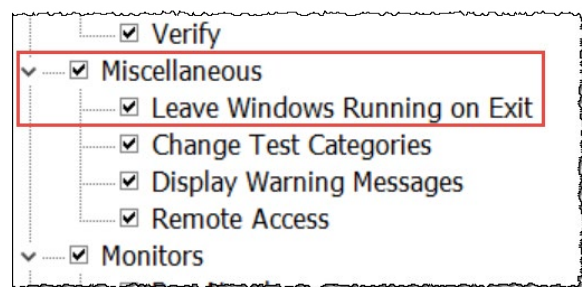 Verify
Miscellaneous
Leave Windows Running on Exit
Change Test Categories
Display Warning Messages
Remote Access
Monitors